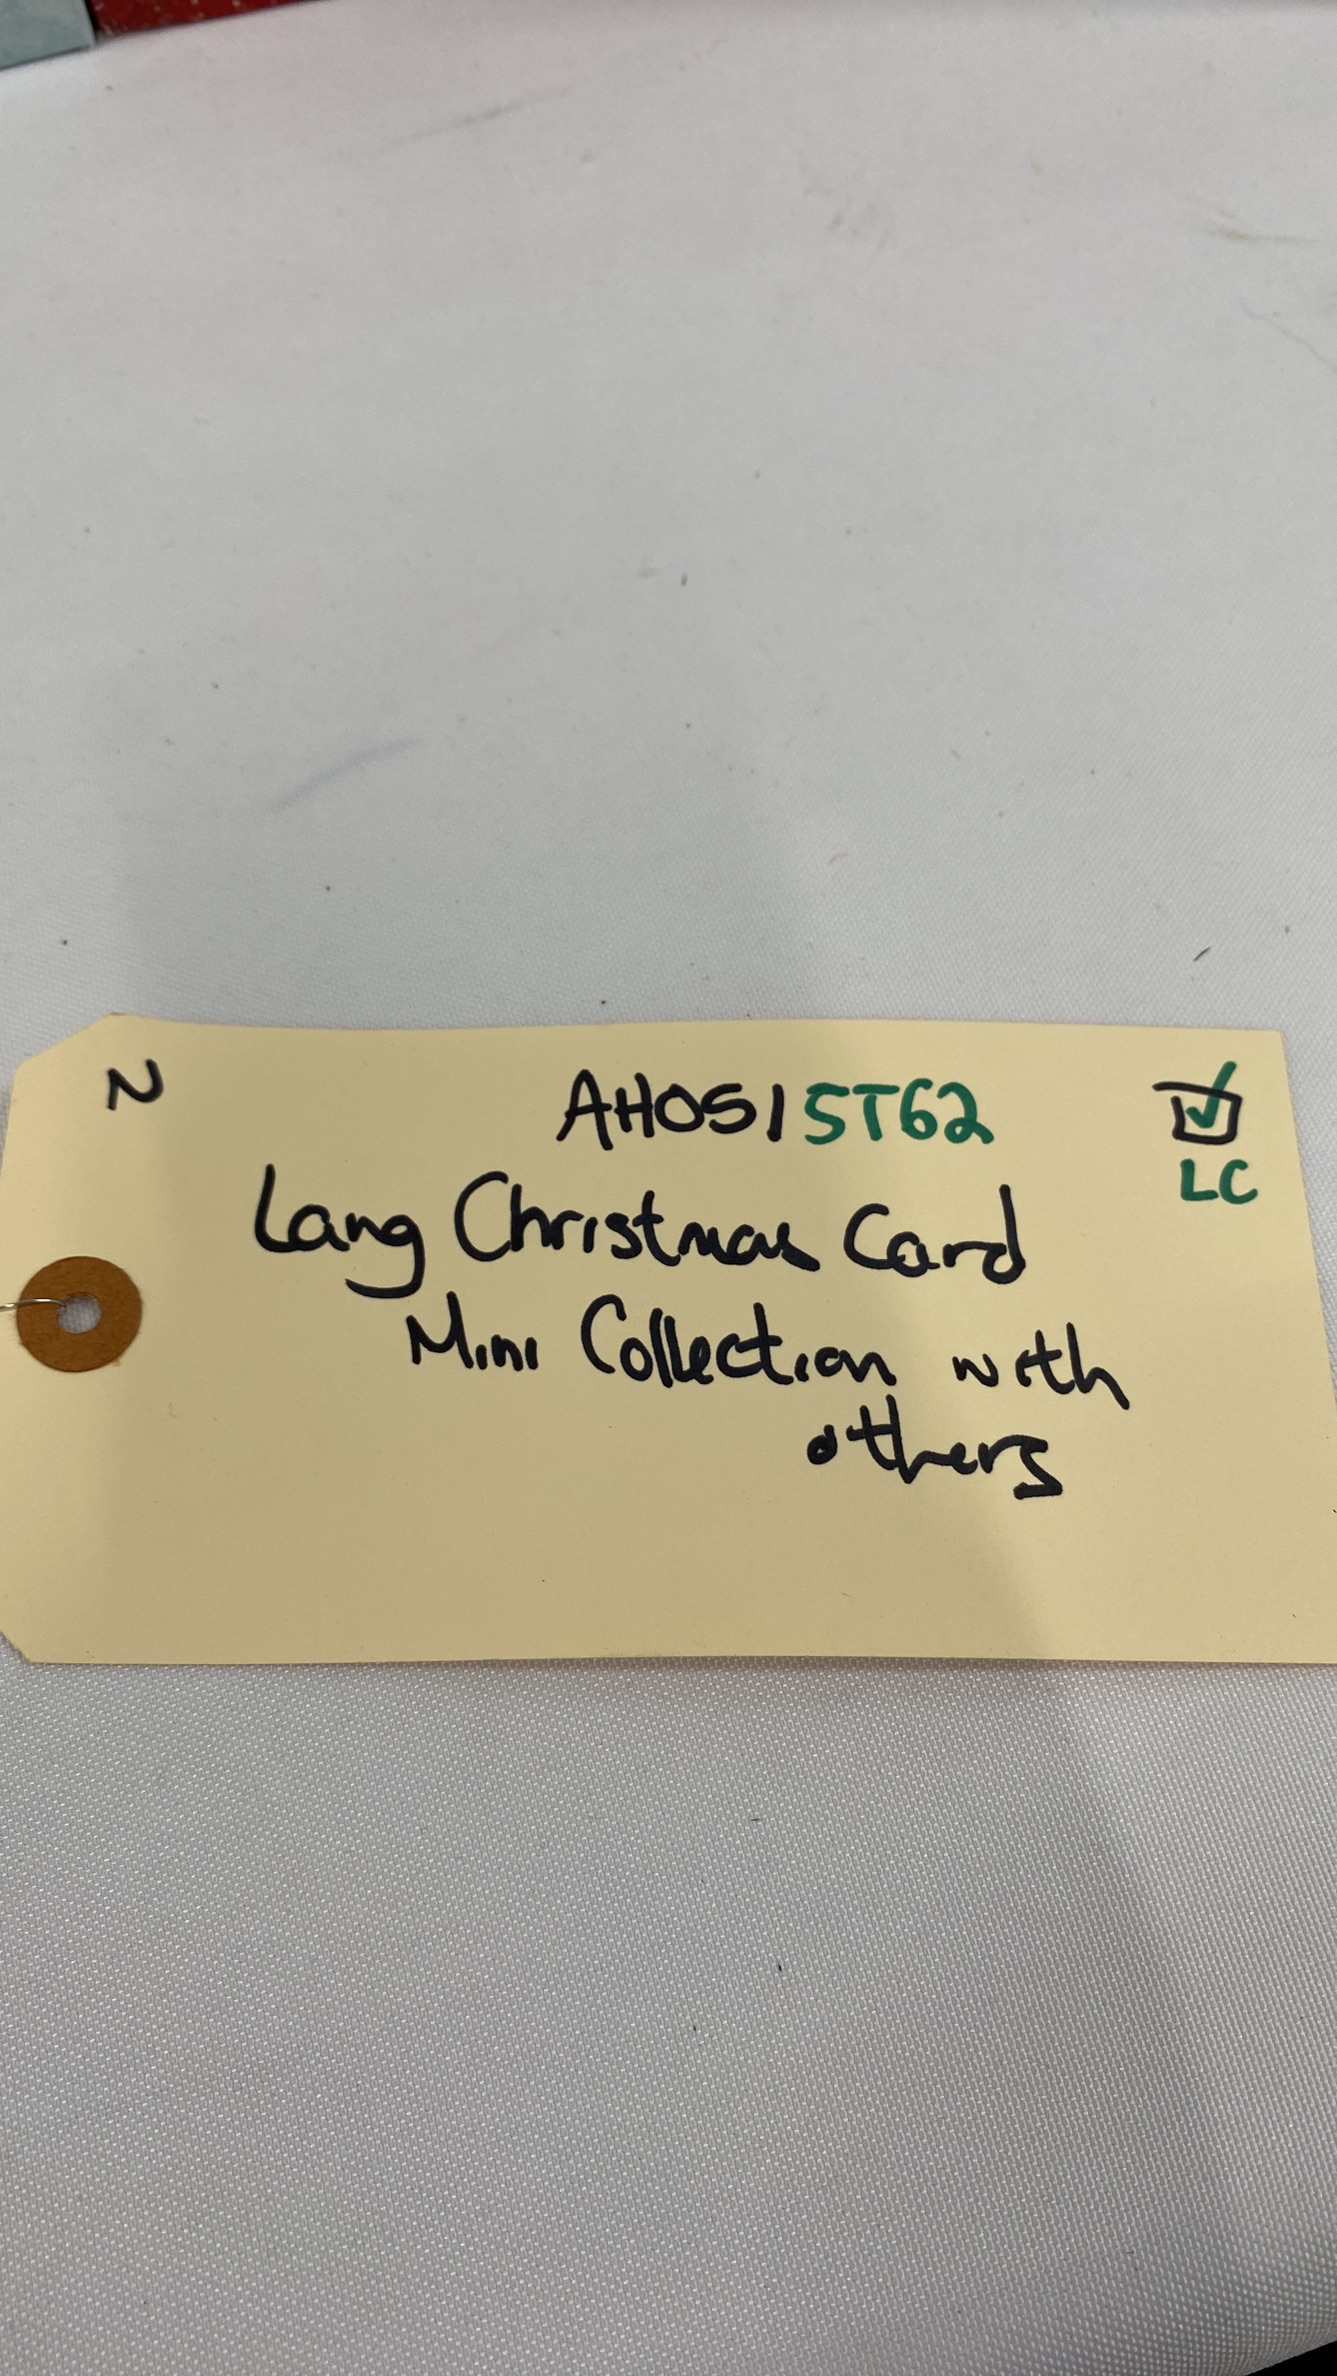 N
AH0515T62
LC
Lang Christmas Card
Mini Collection with
others